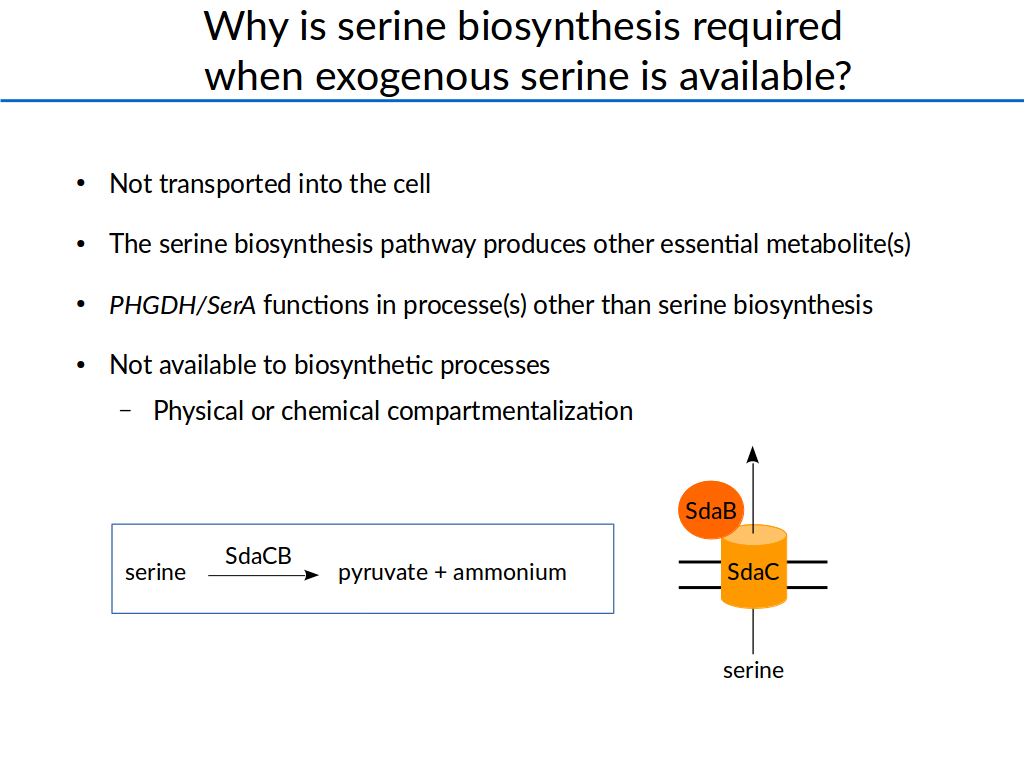 Why is serine biosynthesis required
when exogenous serine is available?
• Not transported into the cell
• The serine biosynthesis pathway produces other essential metabolite(s)
• PHGDH/SerA functions in processe(s) other than serine biosynthesis
• Not available to biosynthetic processes
– Physical or chemical compartmentalization
SdaCB
serine pyruvate + ammonium
SdaB
SdaC
serine